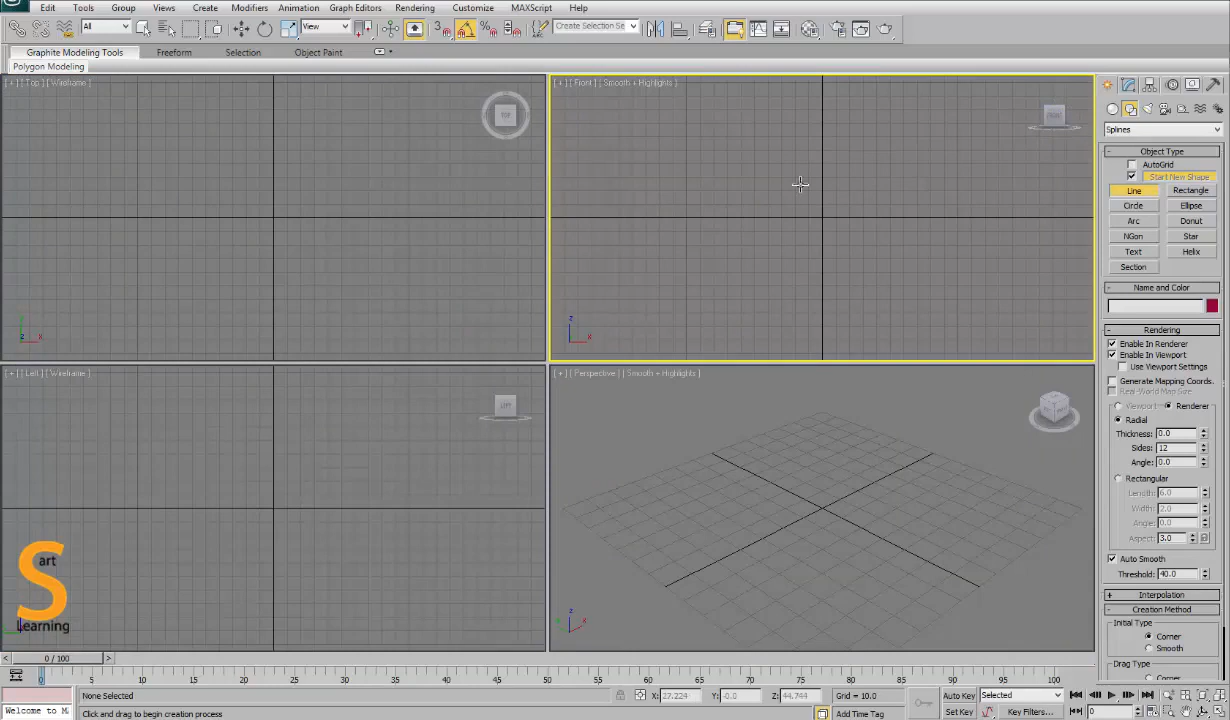 Edit Tools Group Views Create Modifiers Animation Graph Editors Rendering Customize MAXScript Help
All View 3 Create Selection Se
Graphite Modeling Tools Freeform Selection Object Paint
Polygon Modeling
[ + ] [ Top ] [ Wireframe ]
TOP
[ + ] [ Front ] [ Smooth + Highlights ]
FRONT
z x
z x
[ + ] [ Left ] [ Wireframe ]
LEFT
[ + ] [ Perspective ] [ Smooth + Highlights ]
z x
S
art
Learning
Splines
- Object Type
AutoGrid
Start New Shape
Line Rectangle
Circle Ellipse
Arc Donut
NGon Star
Text Helix
Section
- Name and Color
- Rendering
Enable In Renderer
Enable In Viewport
Use Viewport Settings
Generate Mapping Coords.
Real-World Map Size
Viewport Renderer
Radial
Thickness: 0.0
Sides: 12
Angle: 0.0
Rectangular
Length: 6.0
Width: 2.0
Angle: 0.0
Aspect: 3.0
Auto Smooth
Threshold: 40.0
+ Interpolation
- Creation Method
Initial Type
Corner
Smooth
Drag Type
Corner
< 0 / 100 >
0 5 10 15 20 25 30 35 40 45 50 55 60 65 70 75 80 85 90 95 100
None Selected X: 27.224 Y: -0.0 Z: 44.744 Grid = 10.0 Auto Key Selected
Welcome to M Click and drag to begin creation process Add Time Tag Set Key Key Filters... 0